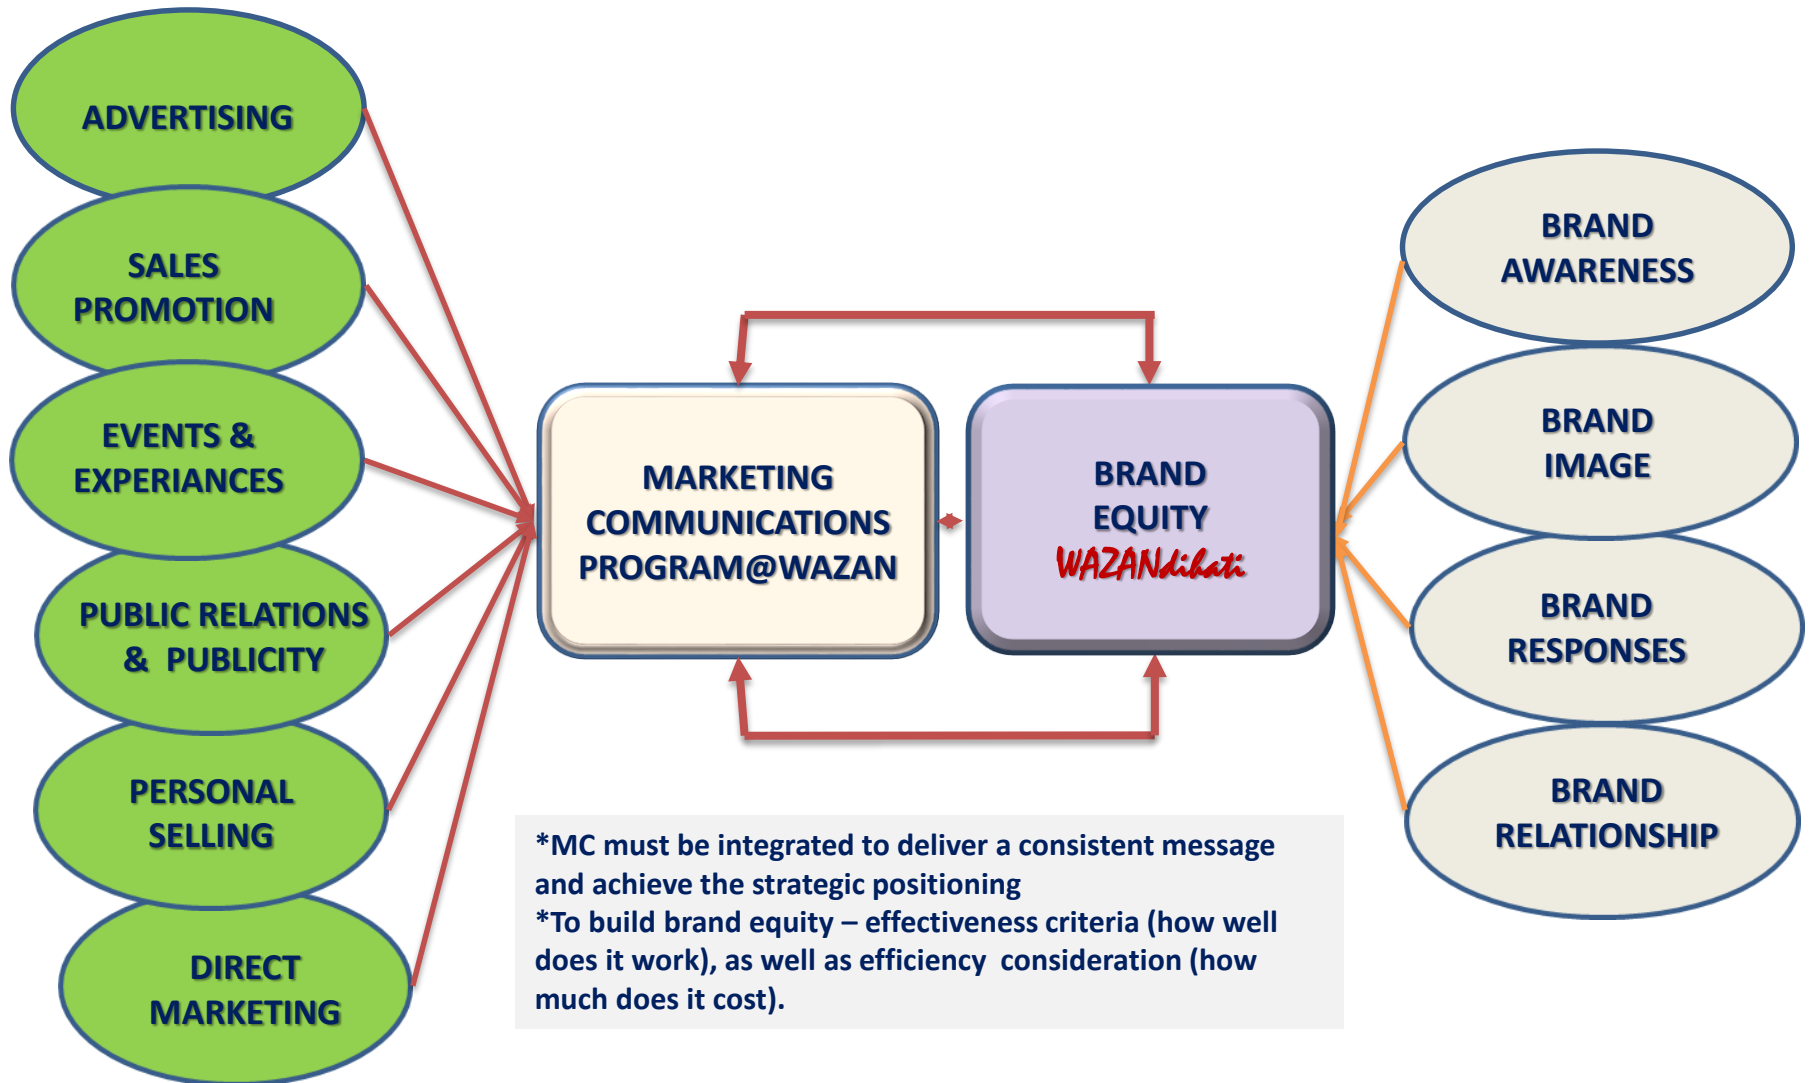 ADVERTISING
SALES
PROMOTION
EVENTS &
EXPERIANCES
PUBLIC RELATIONS
& PUBLICITY
PERSONAL
SELLING
DIRECT
MARKETING
MARKETING
COMMUNICATIONS
PROGRAM@WAZAN
BRAND
EQUITY
WAZANdihati
BRAND
AWARENESS
BRAND
IMAGE
BRAND
RESPONSES
BRAND
RELATIONSHIP
*MC must be integrated to deliver a consistent message
and achieve the strategic positioning
*To build brand equity – effectiveness criteria (how well
does it work), as well as efficiency consideration (how
much does it cost).